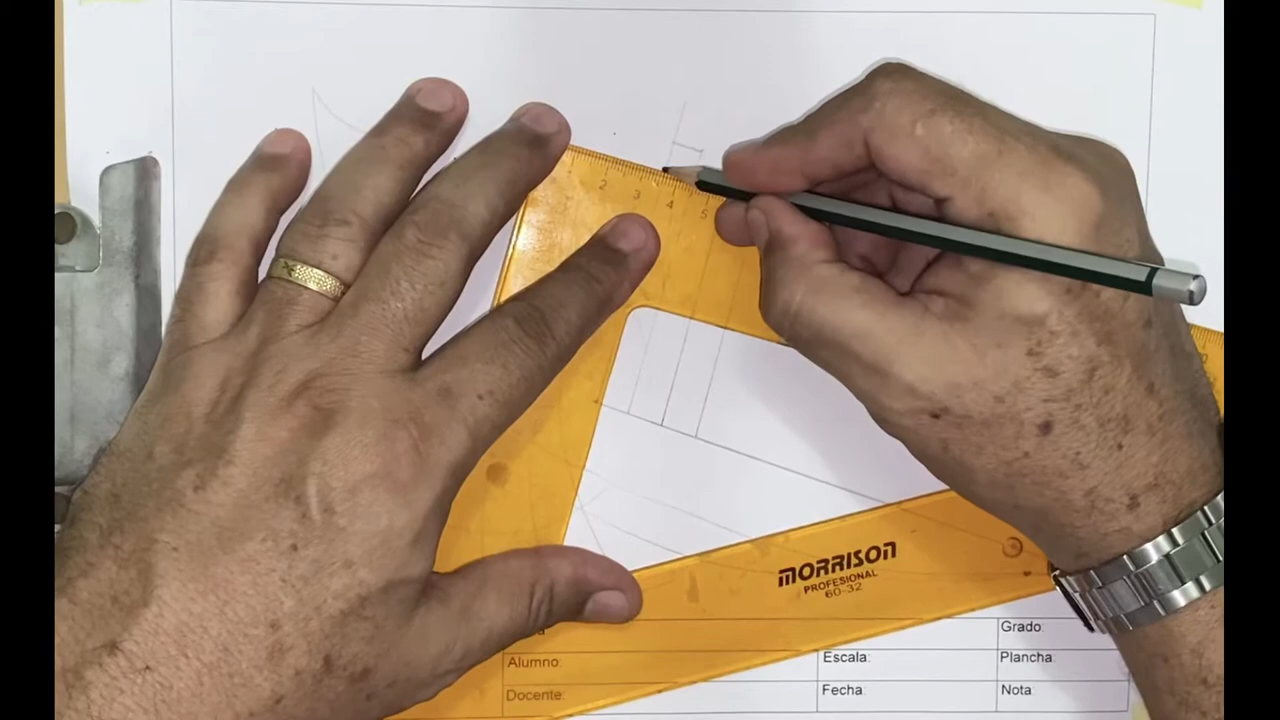 2 3 4 5
MORRISON
PROFESIONAL
60-32
Grado:
Alumno: Escala: Plancha:
Docente: Fecha: Nota: